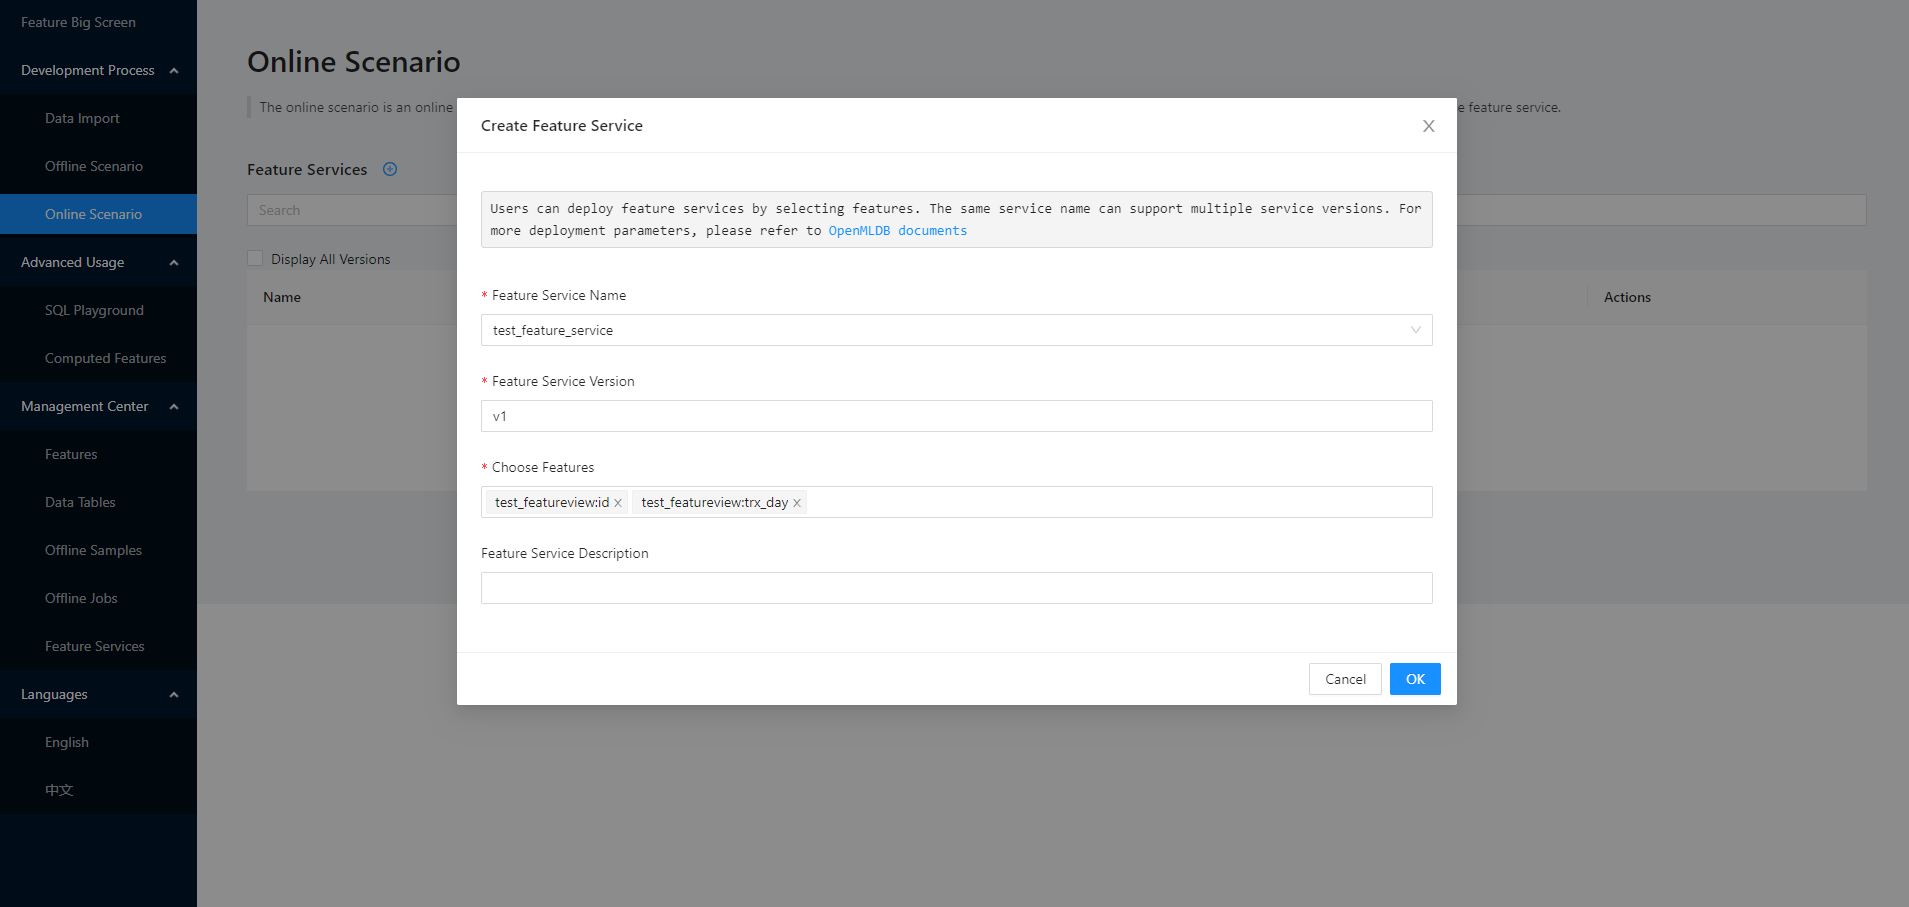 Feature Big Screen
Development Process
Data Import
Offline Scenario
Online Scenario
Advanced Usage
SQL Playground
Computed Features
Management Center
Features
Data Tables
Offline Samples
Offline Jobs
Feature Services
Languages
English
中文
Online Scenario
The online scenario is an online
e feature service.
Feature Services
Search
Display All Versions
Name
Actions
Create Feature Service
Users can deploy feature services by selecting features. The same service name can support multiple service versions. For
more deployment parameters, please refer to OpenMLDB documents
* Feature Service Name
test_feature_service
* Feature Service Version
v1
* Choose Features
test_featureview:id test_featureview:trx_day
Feature Service Description
Cancel OK